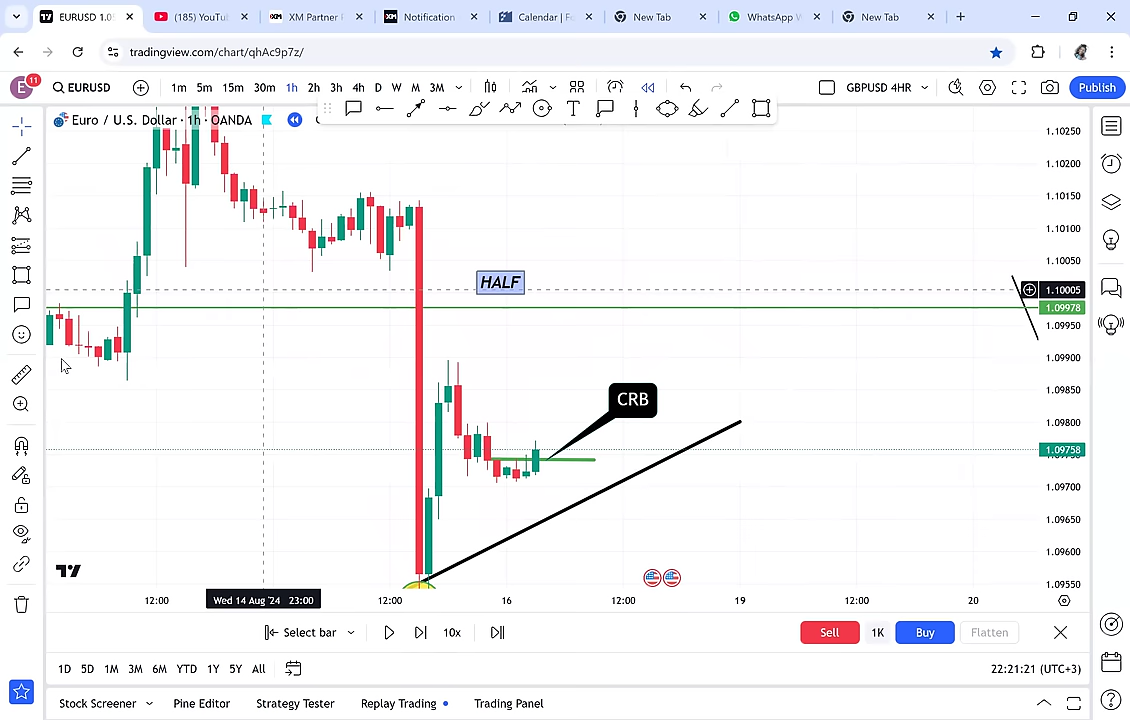 EURUSD 1.0
(185) YouTu
XM XM Partner
XM Notification
Calendar | F
New Tab
WhatsApp
New Tab
tradingview.com/chart/qhAc9p7z/
E 11 EURUSD 1m 5m 15m 30m 1h 2h 3h 4h D W M 3M GBPUSD 4HR Publish
Euro / U.S. Dollar · 1h · OANDA
1.10250
1.10200
1.10150
1.10100
1.10050
HALF
1.10005
1.09978
1.09950
1.09900
1.09850
CRB
1.09800
1.09758
1.09700
1.09650
1.09600
1.09550
12:00 Wed 14 Aug '24 23:00 12:00 16 12:00 19 12:00 20
Select bar 10x Sell 1K Buy Flatten
1D 5D 1M 3M 6M YTD 1Y 5Y All 22:21:21 (UTC+3)
Stock Screener Pine Editor Strategy Tester Replay Trading Trading Panel